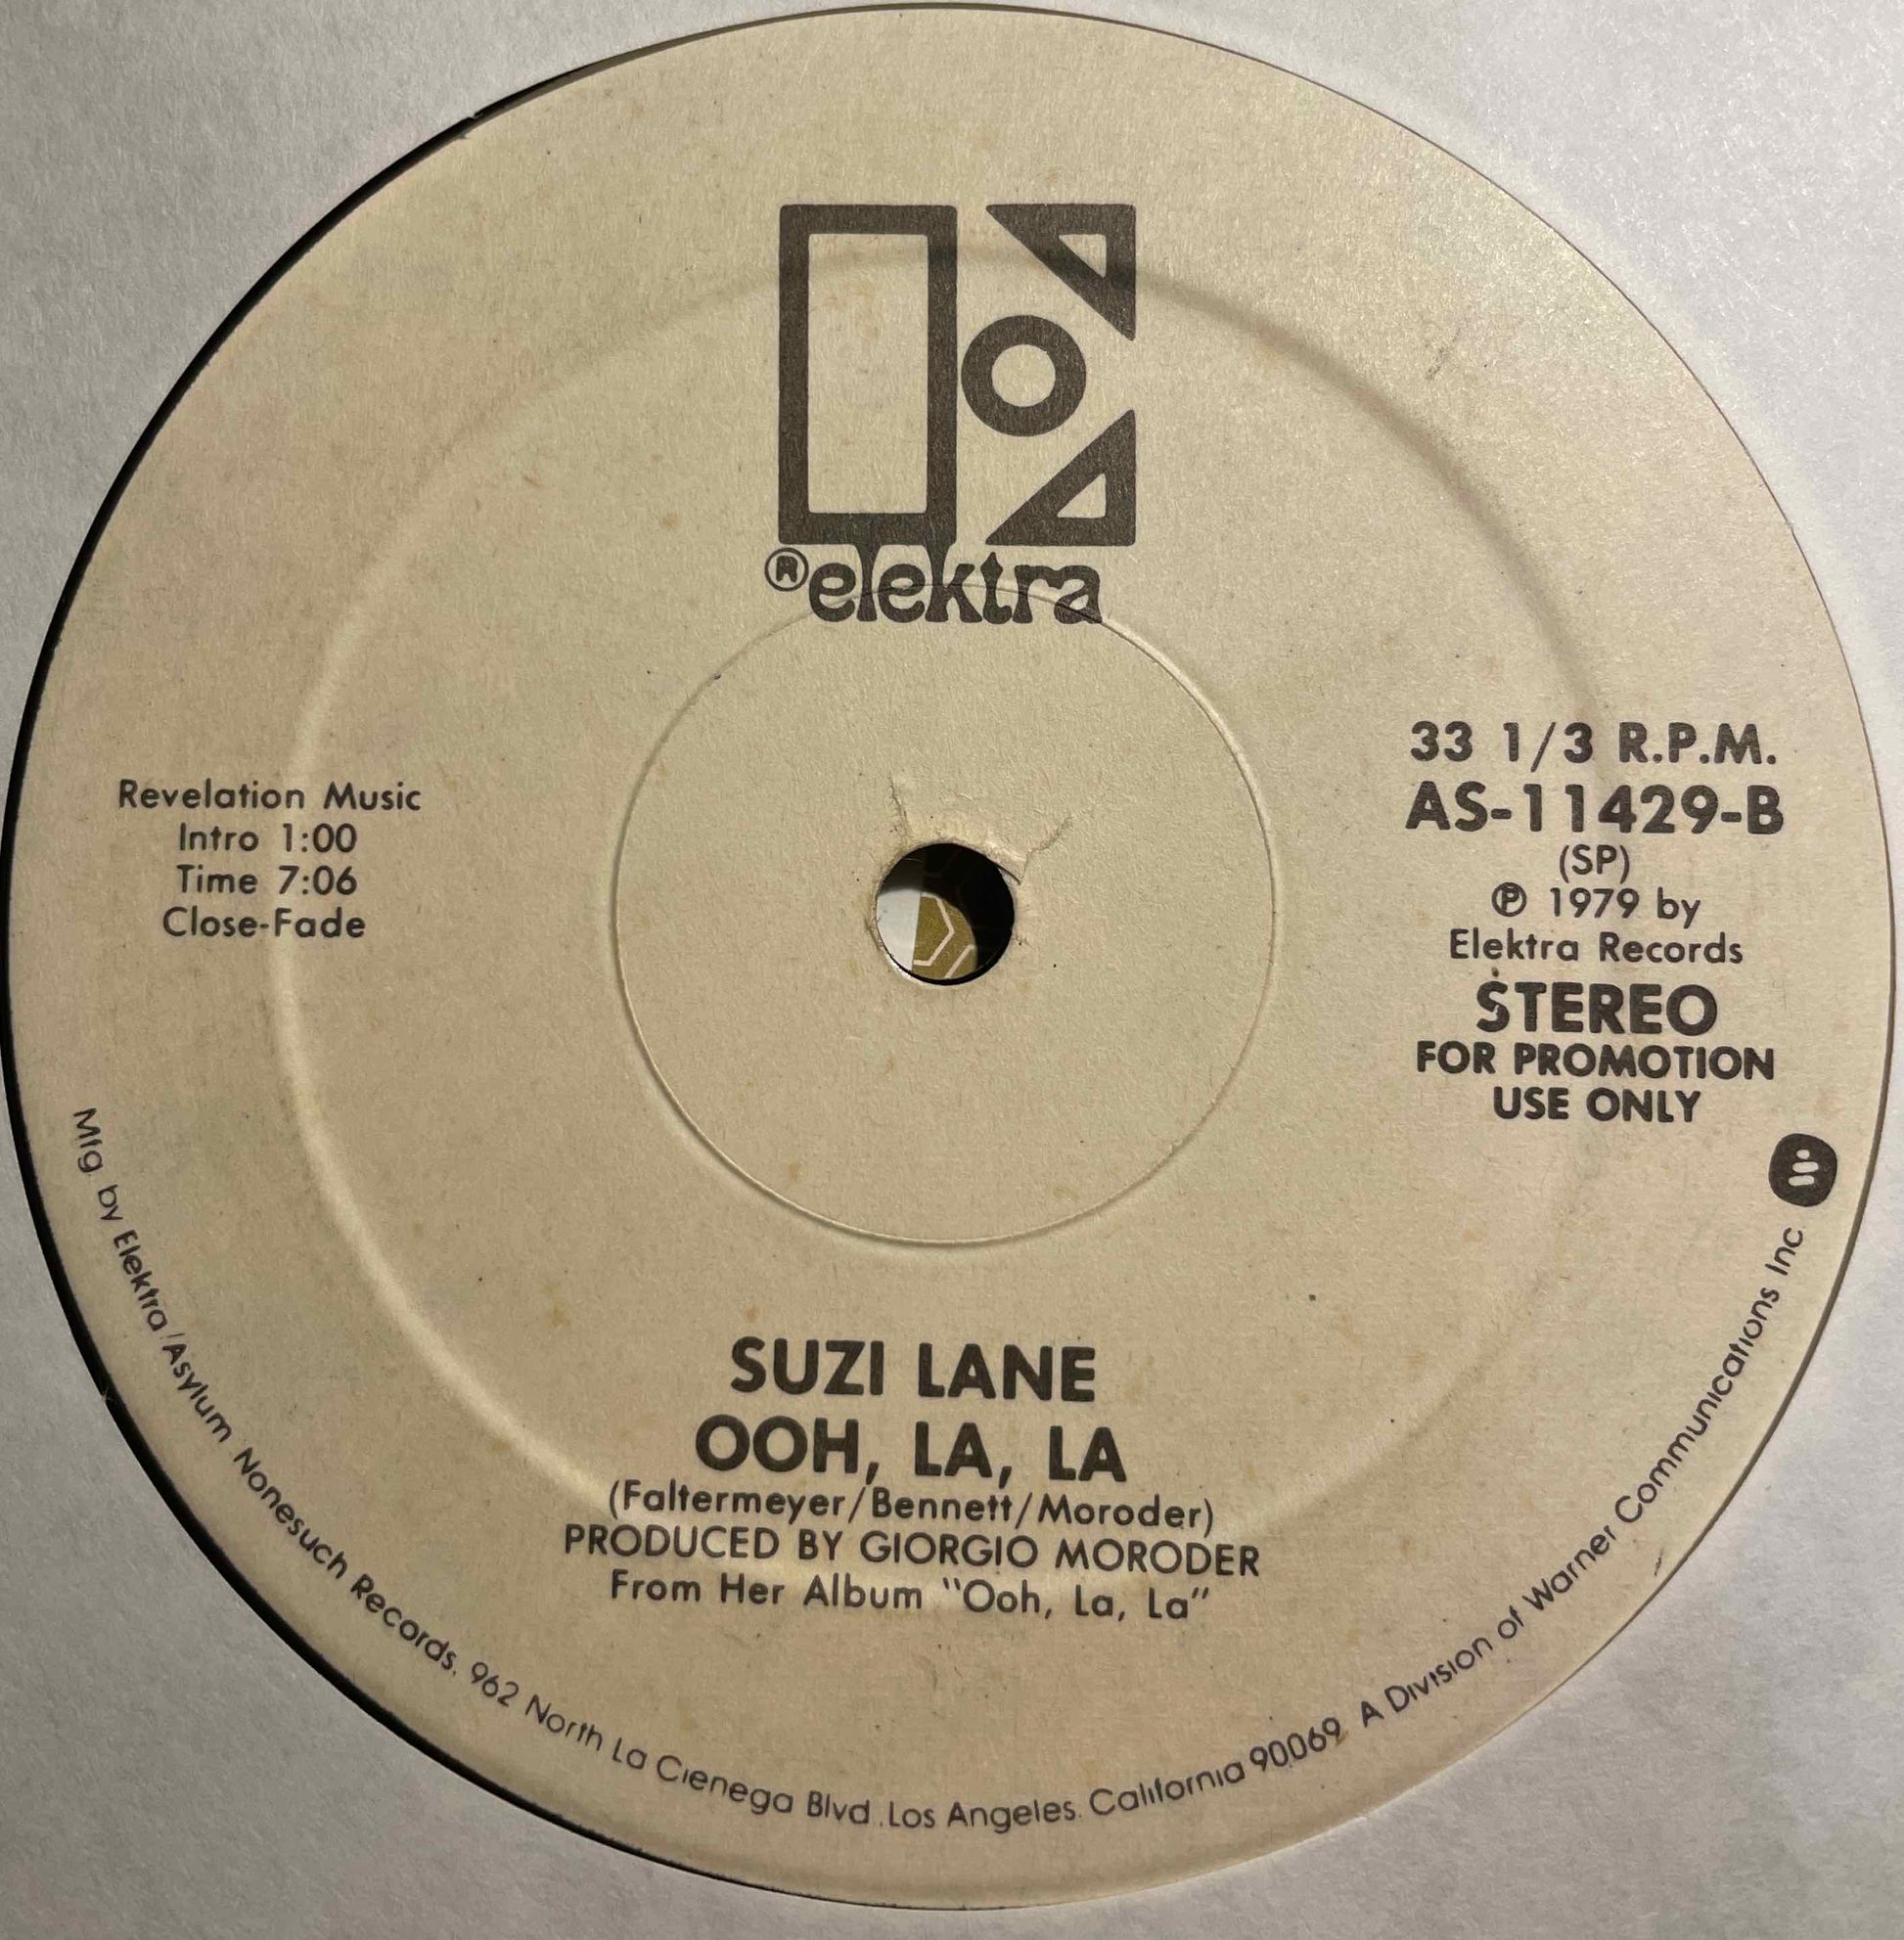 ®elektra
Revelation Music
Intro 1:00
Time 7:06
Close-Fade
33 1/3 R.P.M.
AS-11429-B
(SP)
℗ 1979 by
Elektra Records
STEREO
FOR PROMOTION
USE ONLY
SUZI LANE
OOH, LA, LA
(Faltermeyer/Bennett/Moroder)
PRODUCED BY GIORGIO MORODER
From Her Album "Ooh, La, La"
Mfg. by Elektra/Asylum Nonesuch Records. 962 North La Cienega Blvd. Los Angeles. California 90069 A Division of Warner Communications Inc